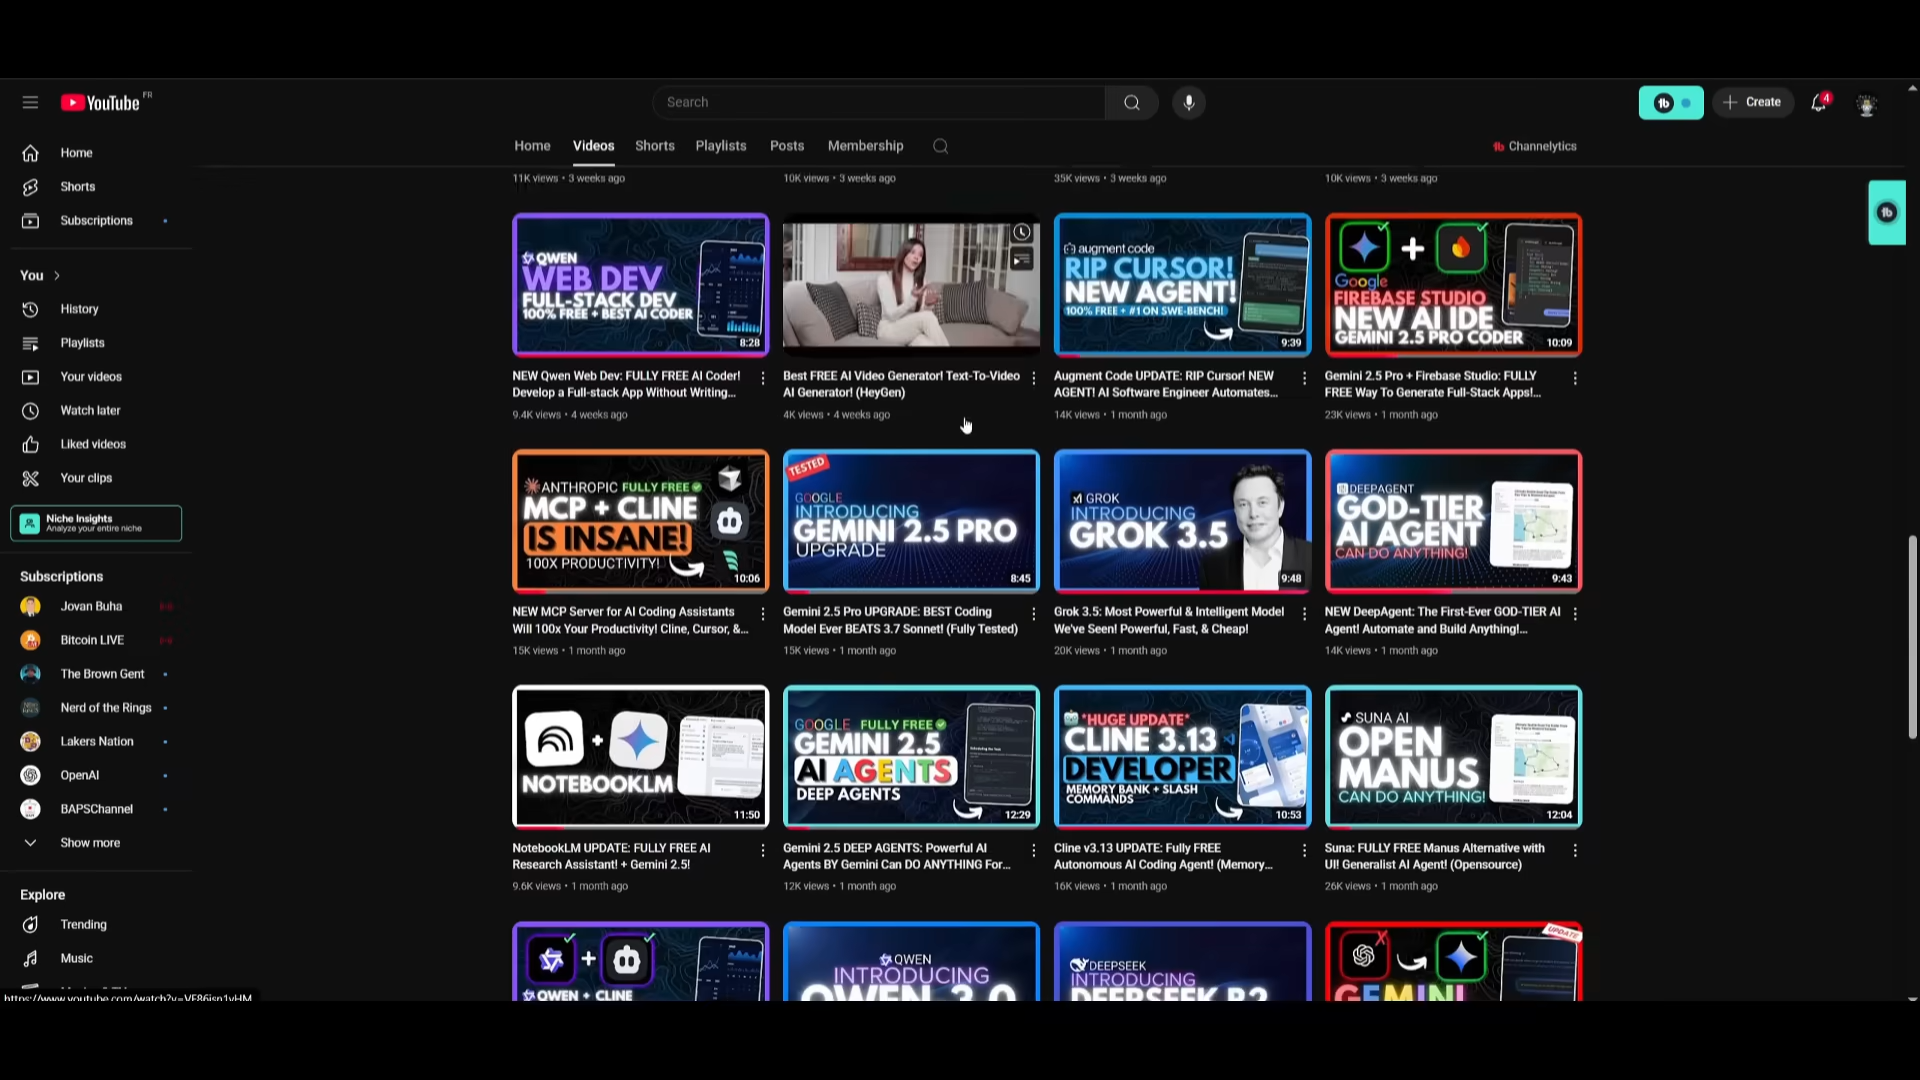 YouTube FR
Search
Create
4
Home
Shorts
Subscriptions
You
History
Playlists
Your videos
Watch later
Liked videos
Your clips
Niche Insights
Analyze your entire niche
Subscriptions
Jovan Buha
Bitcoin LIVE
The Brown Gent
Nerd of the Rings
Lakers Nation
OpenAI
BAPSChannel
Show more
Explore
Trending
Music
https://www.youtube.com/watch?v=VF86jsn1vHM
Home Videos Shorts Playlists Posts Membership
Channelytics
11K views • 3 weeks ago
10K views • 3 weeks ago
35K views • 3 weeks ago
10K views • 3 weeks ago
QWEN
WEB DEV
FULL-STACK DEV
100% FREE + BEST AI CODER
8:28
NEW Qwen Web Dev: FULLY FREE AI Coder!
Develop a Full-stack App Without Writing...
9.4K views • 4 weeks ago
Best FREE AI Video Generator! Text-To-Video
AI Generator! (HeyGen)
4K views • 4 weeks ago
augment code
RIP CURSOR!
NEW AGENT!
100% FREE + #1 ON SWE-BENCH!
9:39
Augment Code UPDATE: RIP Cursor! NEW
AGENT! AI Software Engineer Automates...
14K views • 1 month ago
+
Google
FIREBASE STUDIO
NEW AI IDE
GEMINI 2.5 PRO CODER
10:09
Gemini 2.5 Pro + Firebase Studio: FULLY
FREE Way To Generate Full-Stack Apps!...
23K views • 1 month ago
ANTHROPIC FULLY FREE
MCP + CLINE
IS INSANE!
100X PRODUCTIVITY!
10:06
NEW MCP Server for AI Coding Assistants
Will 100x Your Productivity! Cline, Cursor, &...
15K views • 1 month ago
TESTED
GOOGLE
INTRODUCING
GEMINI 2.5 PRO
UPGRADE
8:45
Gemini 2.5 Pro UPGRADE: BEST Coding
Model Ever BEATS 3.7 Sonnet! (Fully Tested)
15K views • 1 month ago
GROK
INTRODUCING
GROK 3.5
9:48
Grok 3.5: Most Powerful & Intelligent Model
We've Seen! Powerful, Fast, & Cheap!
20K views • 1 month ago
DEEPAGENT
GOD-TIER
AI AGENT
CAN DO ANYTHING!
9:43
NEW DeepAgent: The First-Ever GOD-TIER AI
Agent! Automate and Build Anything!...
14K views • 1 month ago
+
NOTEBOOKLM
11:50
NotebookLM UPDATE: FULLY FREE AI
Research Assistant! + Gemini 2.5!
9.6K views • 1 month ago
GOOGLE FULLY FREE
GEMINI 2.5
AI AGENTS
DEEP AGENTS
12:29
Gemini 2.5 DEEP AGENTS: Powerful AI
Agents BY Gemini Can DO ANYTHING For...
12K views • 1 month ago
*HUGE UPDATE*
CLINE 3.13
DEVELOPER
MEMORY BANK + SLASH
COMMANDS
10:53
Cline v3.13 UPDATE: Fully FREE
Autonomous AI Coding Agent! (Memory...
16K views • 1 month ago
SUNA AI
OPEN
MANUS
CAN DO ANYTHING!
12:04
Suna: FULLY FREE Manus Alternative with
UI! Generalist AI Agent! (Opensource)
26K views • 1 month ago
+
QWEN + CLINE
QWEN
INTRODUCING
QWEN 3.0
DEEPSEEK
INTRODUCING
DEEPSEEK R2
UPDATE
GEMINI